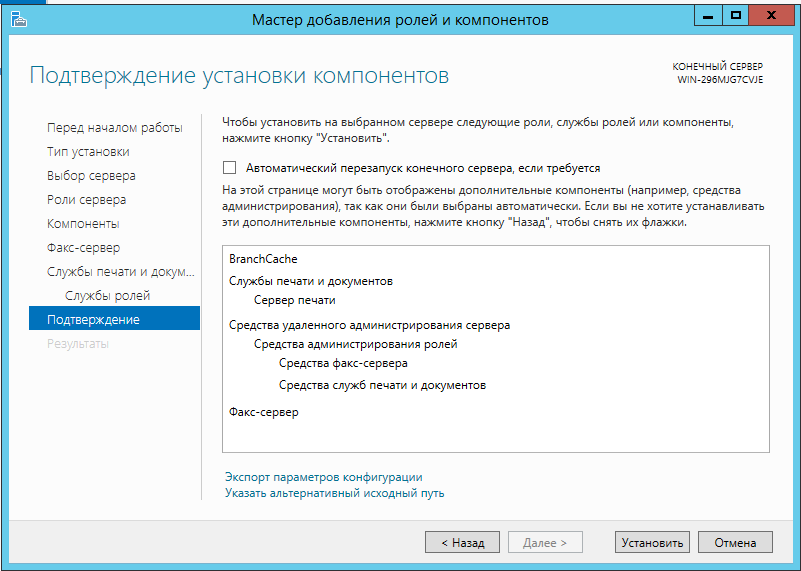 Мастер добавления ролей и компонентов
Подтверждение установки компонентов
КОНЕЧНЫЙ СЕРВЕР
WIN-296MJG7CVJE
Перед началом работы
Тип установки
Выбор сервера
Роли сервера
Компоненты
Факс-сервер
Службы печати и докум...
Службы ролей
Подтверждение
Результаты
Чтобы установить на выбранном сервере следующие роли, службы ролей или компоненты,
нажмите кнопку "Установить".
Автоматический перезапуск конечного сервера, если требуется
На этой странице могут быть отображены дополнительные компоненты (например, средства
администрирования), так как они были выбраны автоматически. Если вы не хотите устанавливать
эти дополнительные компоненты, нажмите кнопку "Назад", чтобы снять их флажки.
BranchCache
Службы печати и документов
Сервер печати
Средства удаленного администрирования сервера
Средства администрирования ролей
Средства факс-сервера
Средства служб печати и документов
Факс-сервер
Экспорт параметров конфигурации
Указать альтернативный исходный путь
< Назад
Далее >
Установить
Отмена